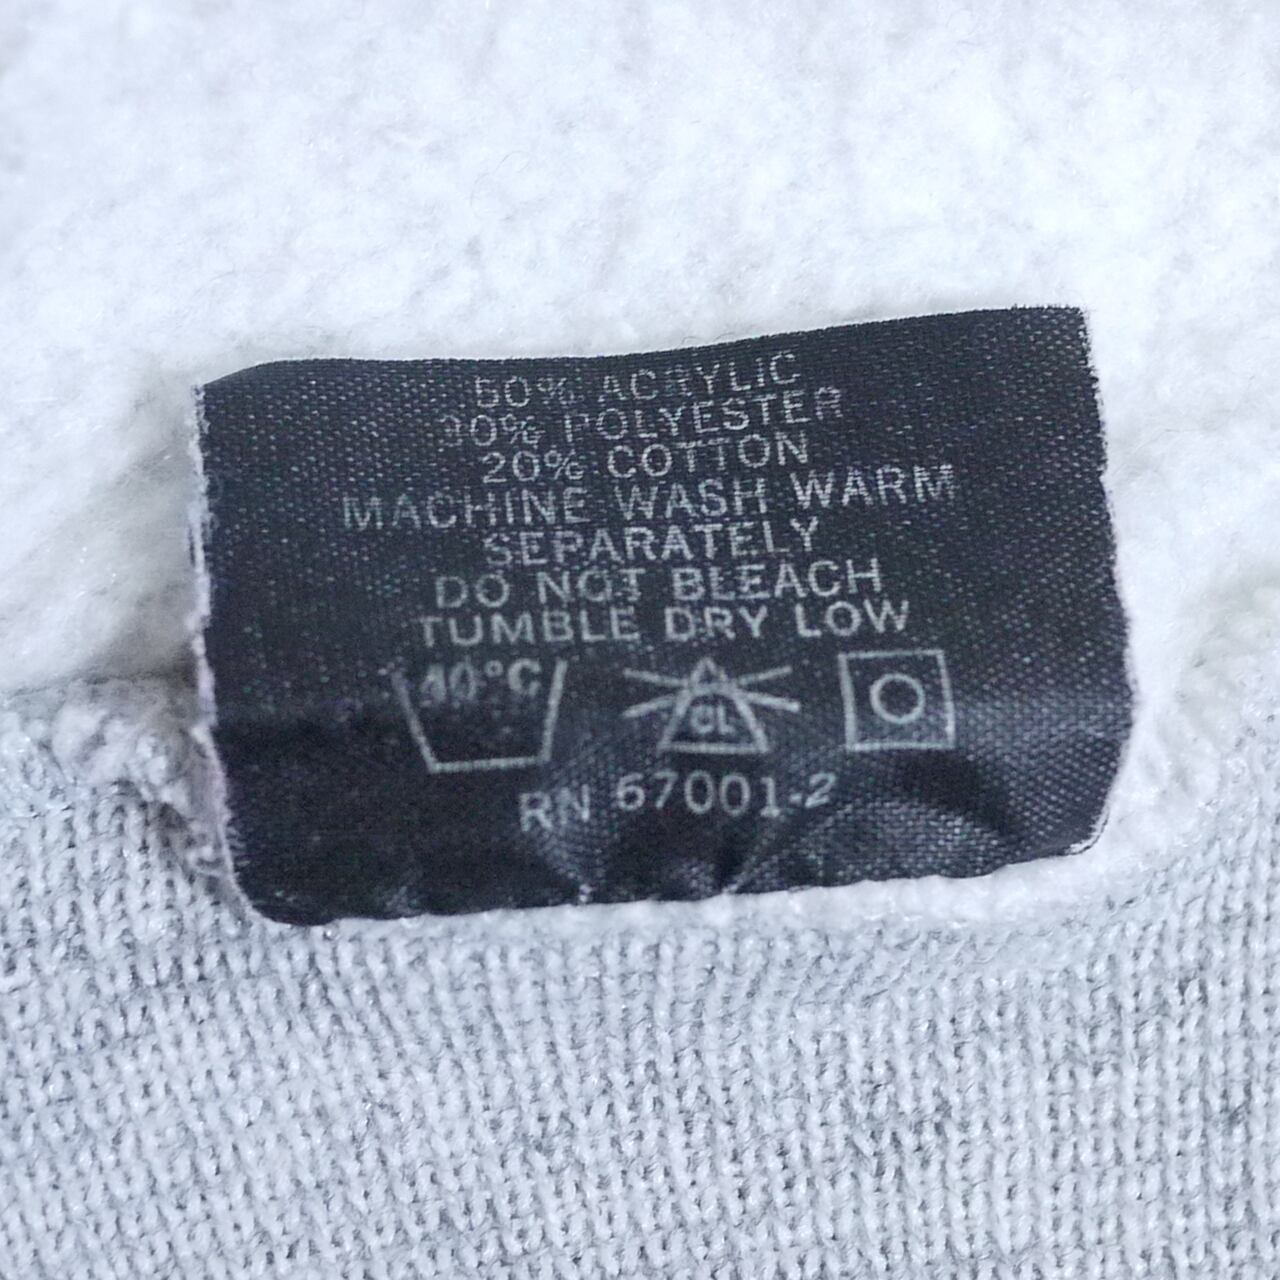 50% ACRYLIC
30% POLYESTER
20% COTTON
MACHINE WASH WARM
SEPARATELY
DO NOT BLEACH
TUMBLE DRY LOW
40°C CL
RN 67001-2